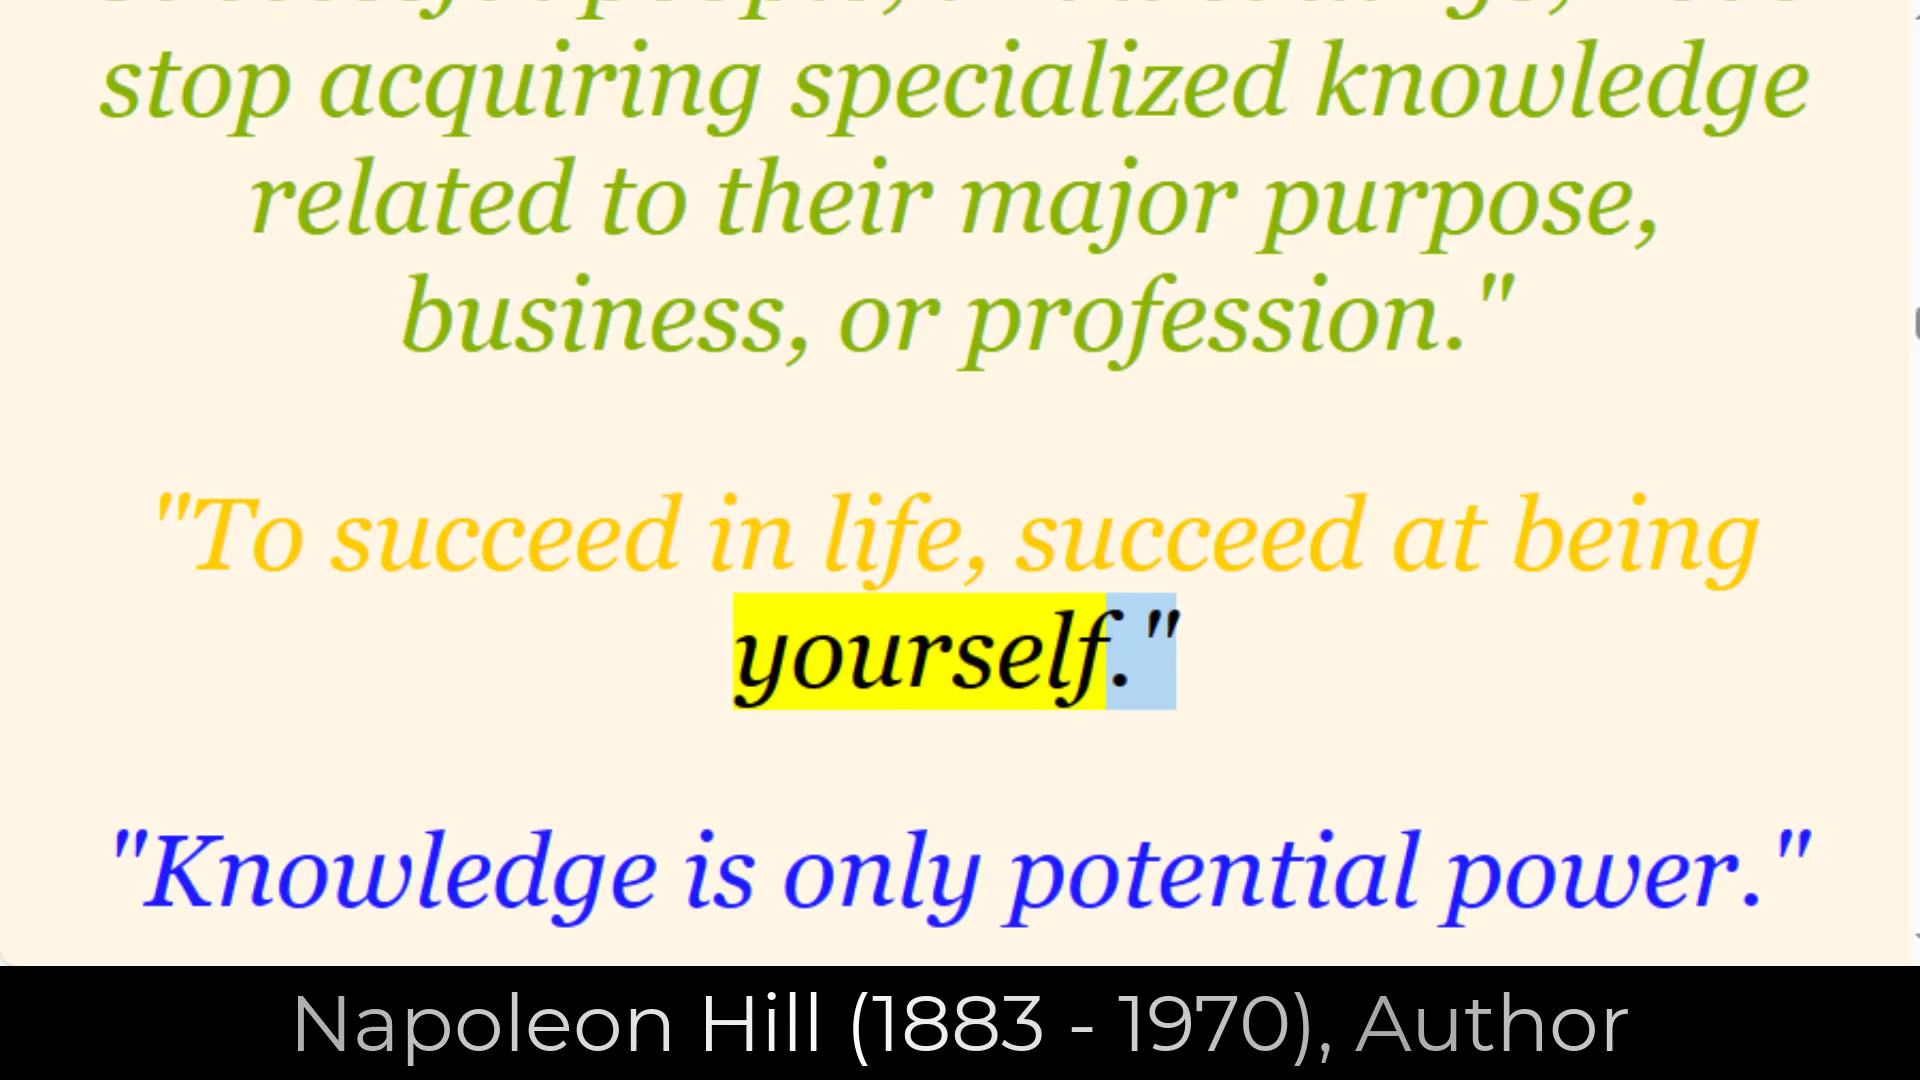 stop acquiring specialized knowledge
related to their major purpose,
business, or profession."
"To succeed in life, succeed at being
yourself."
"Knowledge is only potential power."
Napoleon Hill (1883 - 1970), Author